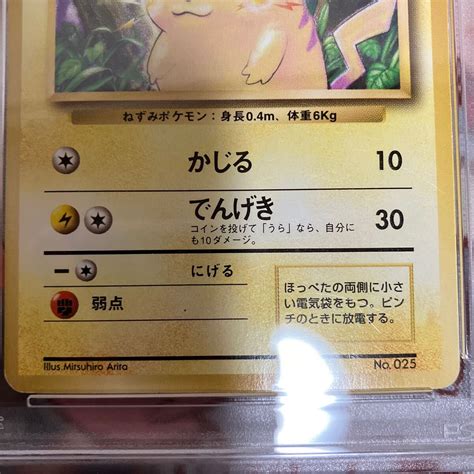 ねずみポケモン：身長0.4m、体重6Kg
かじる 10
でんげき 30
コインを投げて「うら」なら、自分に
も10ダメージ。
にげる
弱点
ほっぺたの両側に小さ
い電気袋をもつ。ピン
チのときに放電する。
Illus.Mitsuhiro Arita No.025